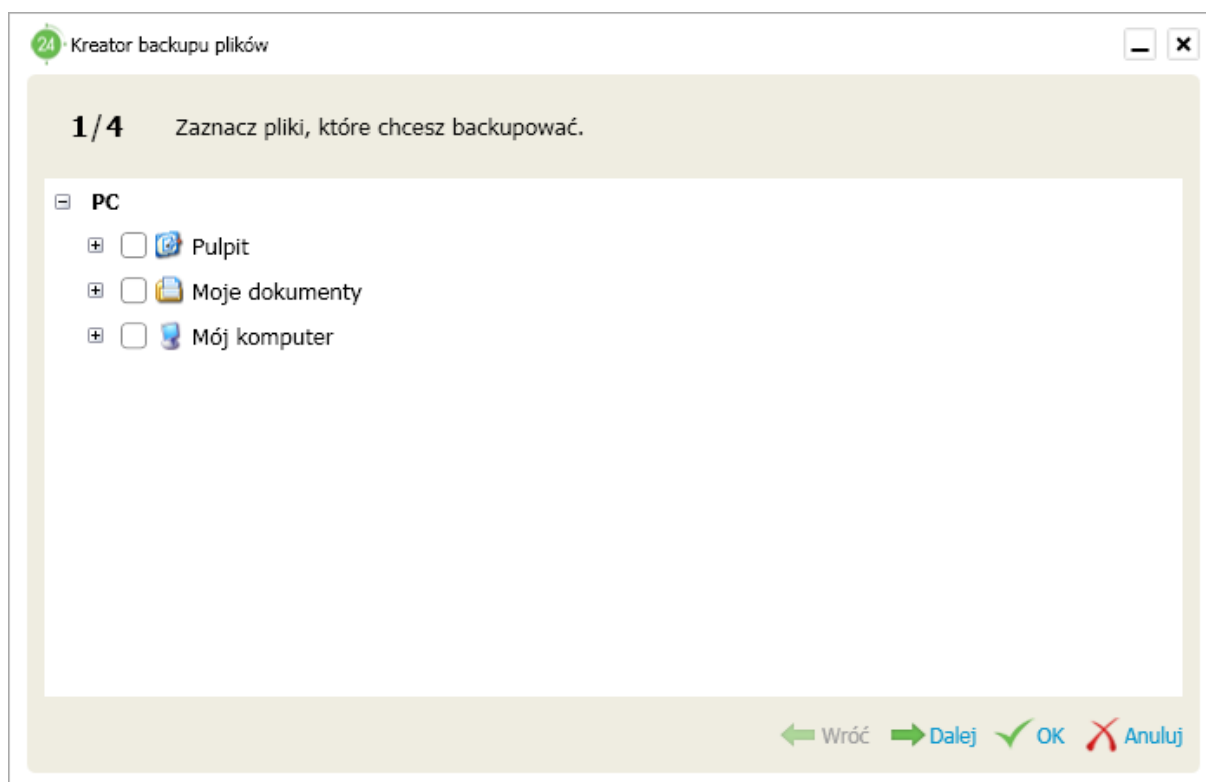 24 Kreator backupu plików
1/4 Zaznacz pliki, które chcesz backupować.
PC
Pulpit
Moje dokumenty
Mój komputer
Wróć Dalej OK Anuluj